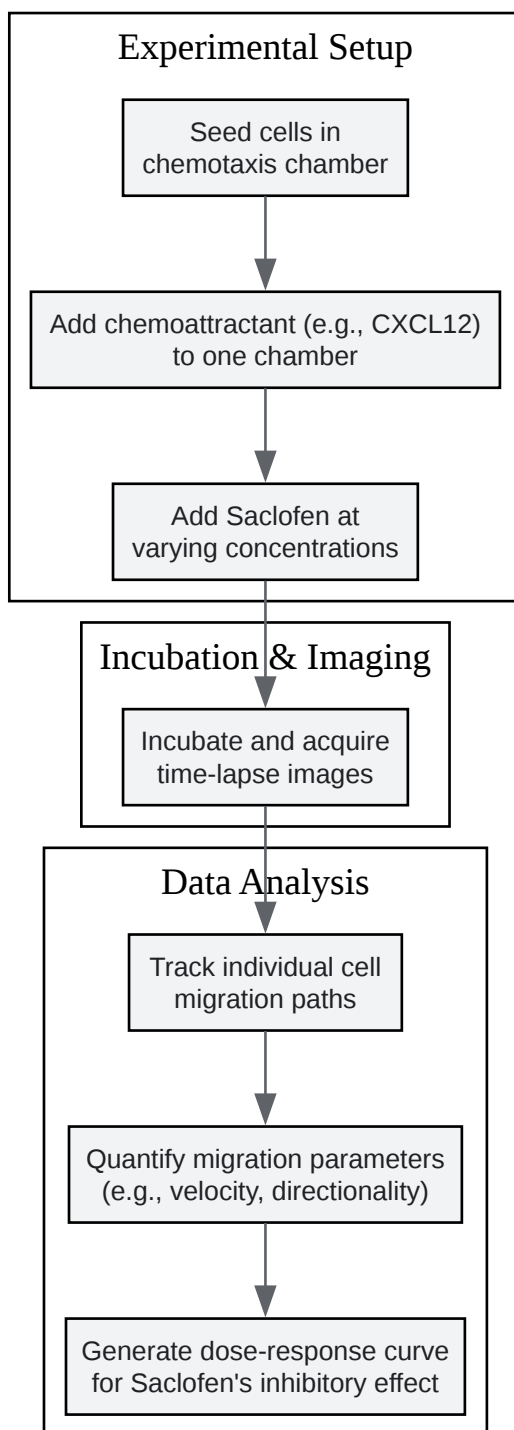 Experimental Setup
Seed cells in
chemotaxis chamber
Add chemoattractant (e.g., CXCL12)
to one chamber
Add Saclofen at
varying concentrations
Incubation & Imaging
Incubate and acquire
time-lapse images
Data Analysis
Track individual cell
migration paths
Quantify migration parameters
(e.g., velocity, directionality)
Generate dose-response curve
for Saclofen's inhibitory effect